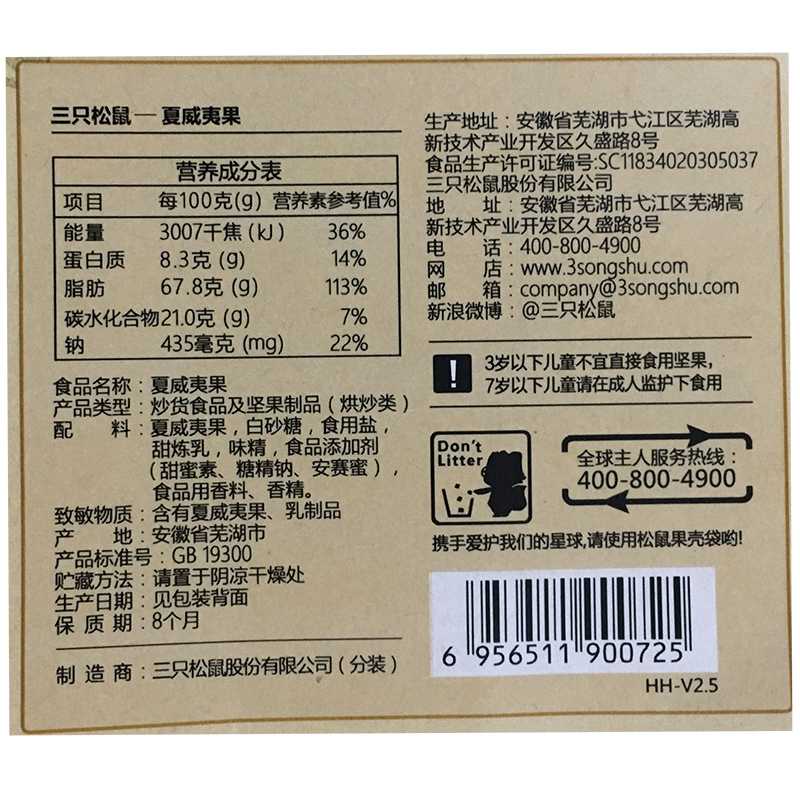 三只松鼠—夏威夷果
营养成分表
项目 每100克(g) 营养素参考值%
能量 3007千焦(kJ) 36%
蛋白质 8.3克(g) 14%
脂肪 67.8克(g) 113%
碳水化合物 21.0克(g) 7%
钠 435毫克(mg) 22%
食品名称：夏威夷果
产品类型：炒货食品及坚果制品（烘炒类）
配 料：夏威夷果，白砂糖，食用盐，
甜炼乳，味精，食品添加剂
（甜蜜素、糖精钠、安赛蜜），
食品用香料、香精。
致敏物质：含有夏威夷果、乳制品
产 地：安徽省芜湖市
产品标准号：GB 19300
贮藏方法：请置于阴凉干燥处
生产日期：见包装背面
保 质 期：8个月
制 造 商：三只松鼠股份有限公司（分装）
生产地址：安徽省芜湖市弋江区芜湖高
新技术产业开发区久盛路8号
食品生产许可证编号:SC11834020305037
三只松鼠股份有限公司
地 址：安徽省芜湖市弋江区芜湖高
新技术产业开发区久盛路8号
电 话：400-800-4900
网 店：www.3songshu.com
邮 箱：company@3songshu.com
新浪微博：@三只松鼠
!
3岁以下儿童不宜直接食用坚果，
7岁以下儿童请在成人监护下食用
Don't
Litter
全球主人服务热线：
400-800-4900
携手爱护我们的星球,请使用松鼠果壳袋哟!
6 956511 900725
HH-V2.5